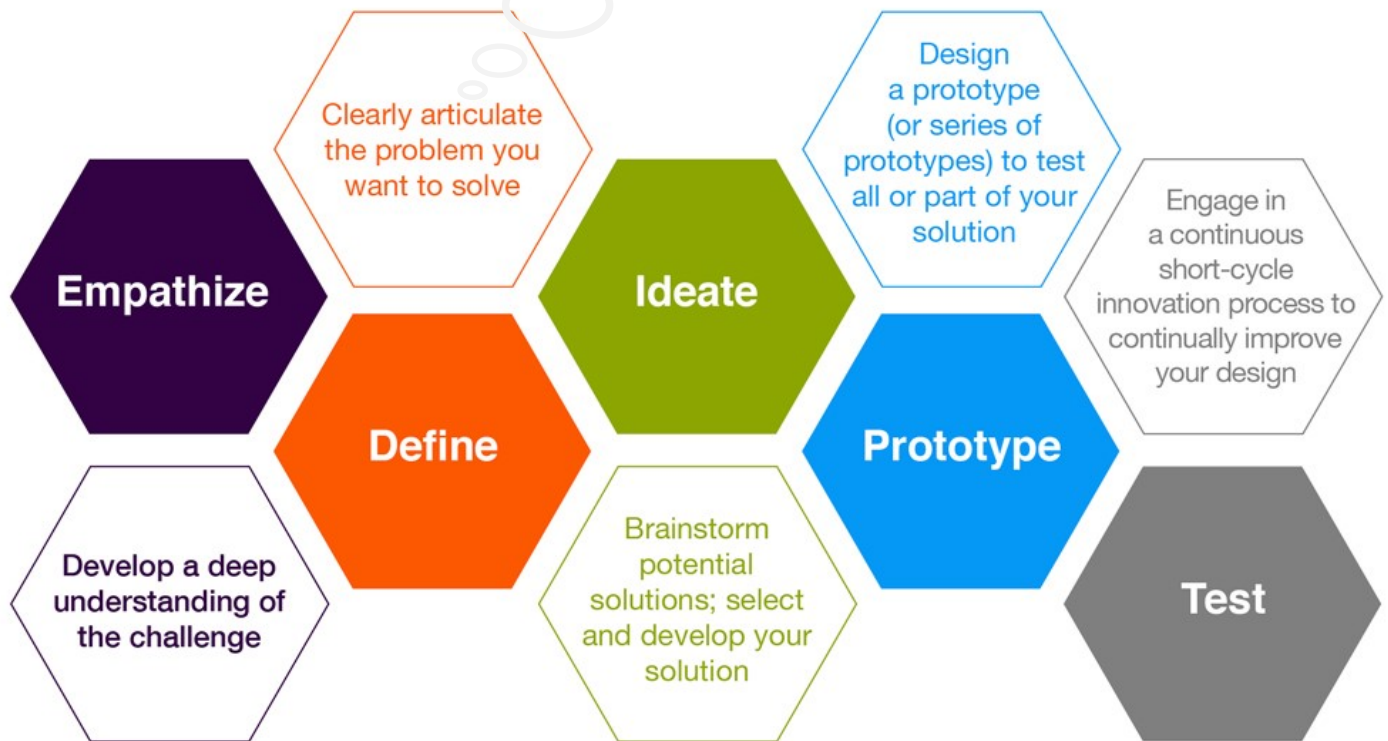 Empathize
Develop a deep
understanding of
the challenge
Clearly articulate
the problem you
want to solve
Define
Ideate
Brainstorm
potential
solutions; select
and develop your
solution
Design
a prototype
(or series of
prototypes) to test
all or part of your
solution
Prototype
Engage in
a continuous
short-cycle
innovation process to
continually improve
your design
Test